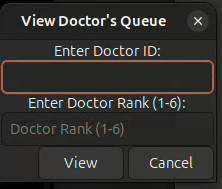 View Doctor's Queue
Enter Doctor ID:
Enter Doctor Rank (1-6):
Doctor Rank (1-6)
View Cancel